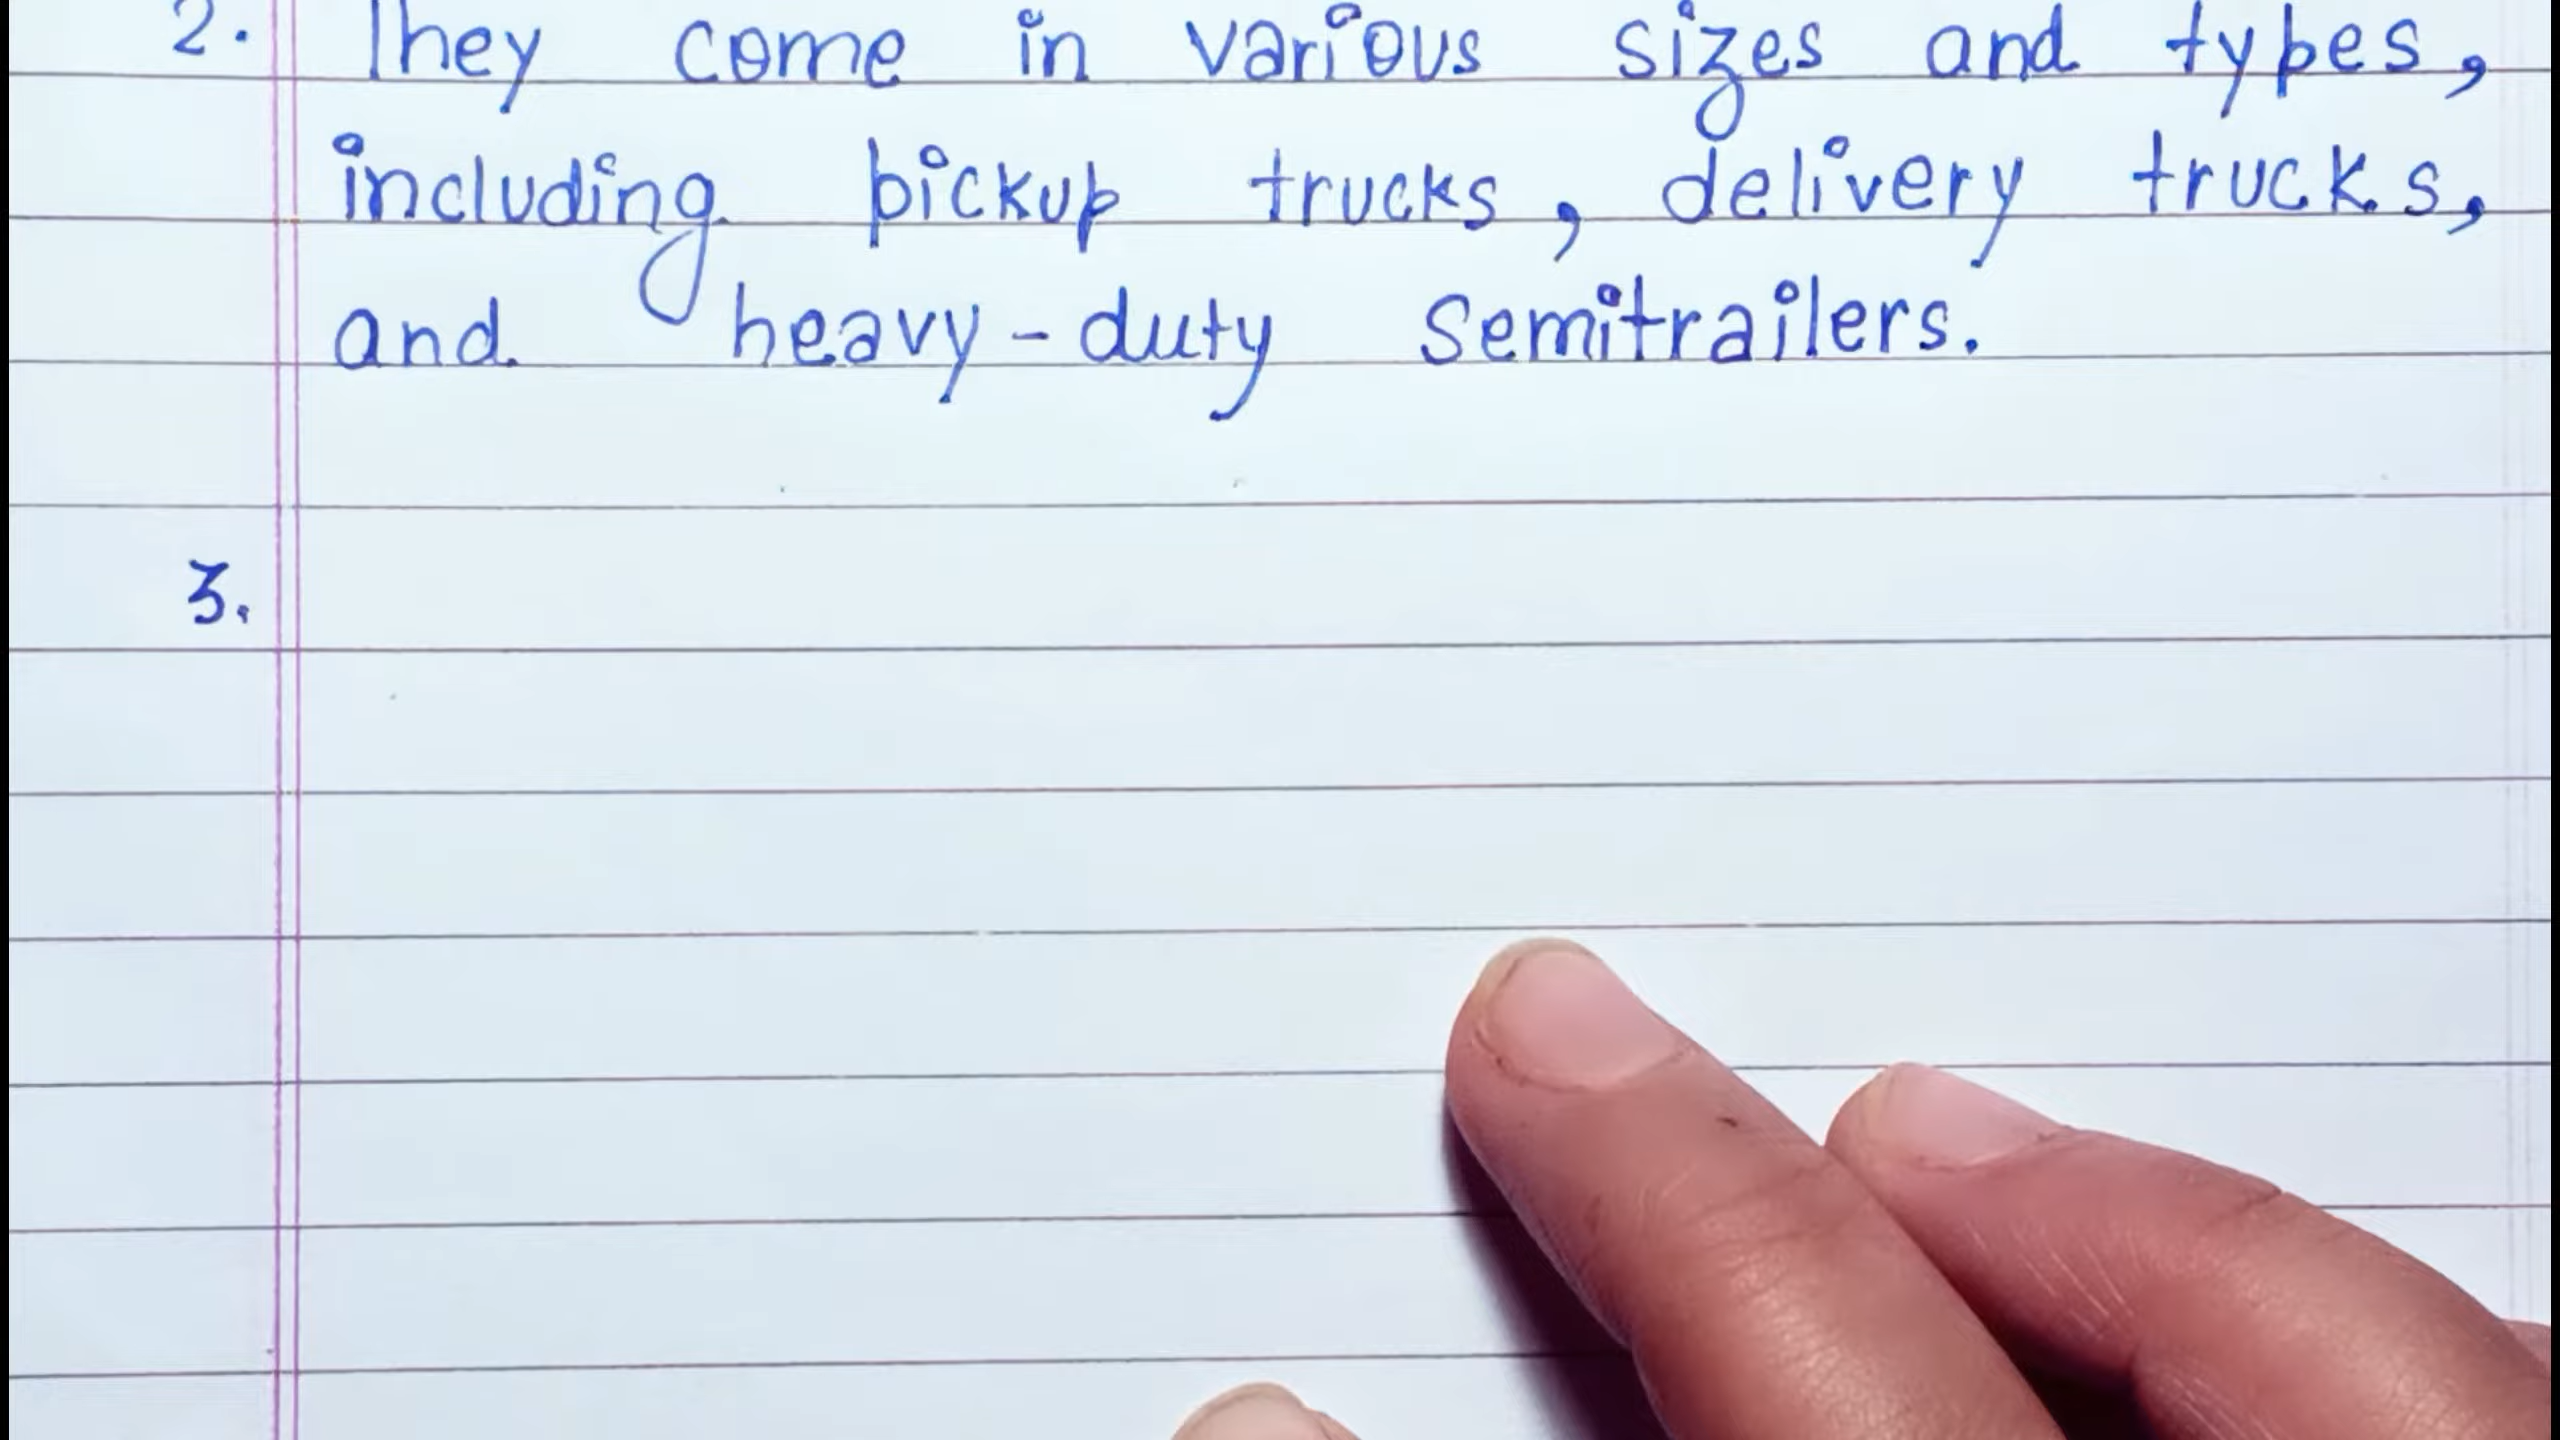 2. They come in various sizes and types,
including pickup trucks, delivery trucks,
and heavy-duty semitrailers.
3.